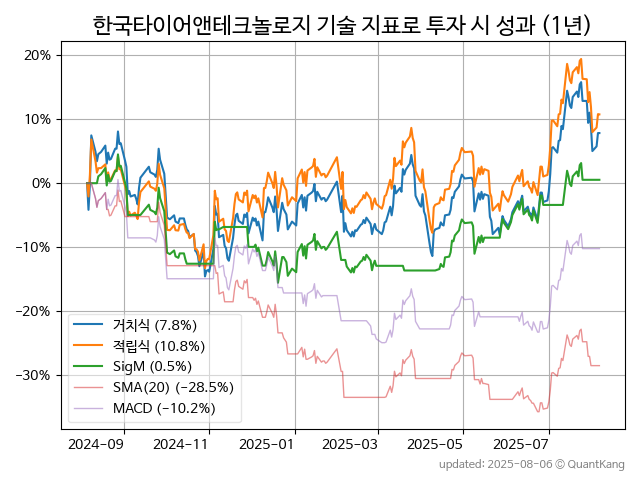 한국타이어앤테크놀로지 기술 지표로 투자 시 성과 (1년)
20%
10%
0%
−10%
−20%
−30%
거치식 (7.8%)
적립식 (10.8%)
SigM (0.5%)
SMA(20) (−28.5%)
MACD (−10.2%)
2024−09 2024−11 2025−01 2025−03 2025−05 2025−07
updated: 2025-08-06 © QuantKang